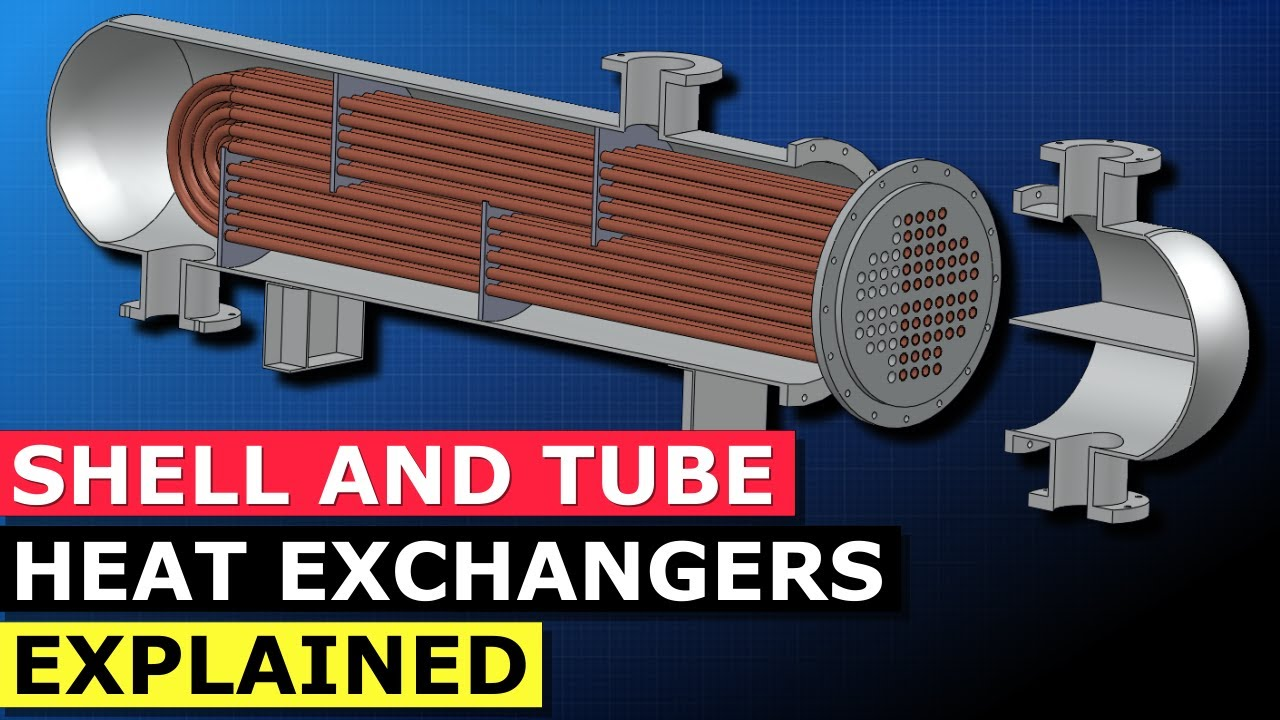 SHELL AND TUBE
HEAT EXCHANGERS
EXPLAINED